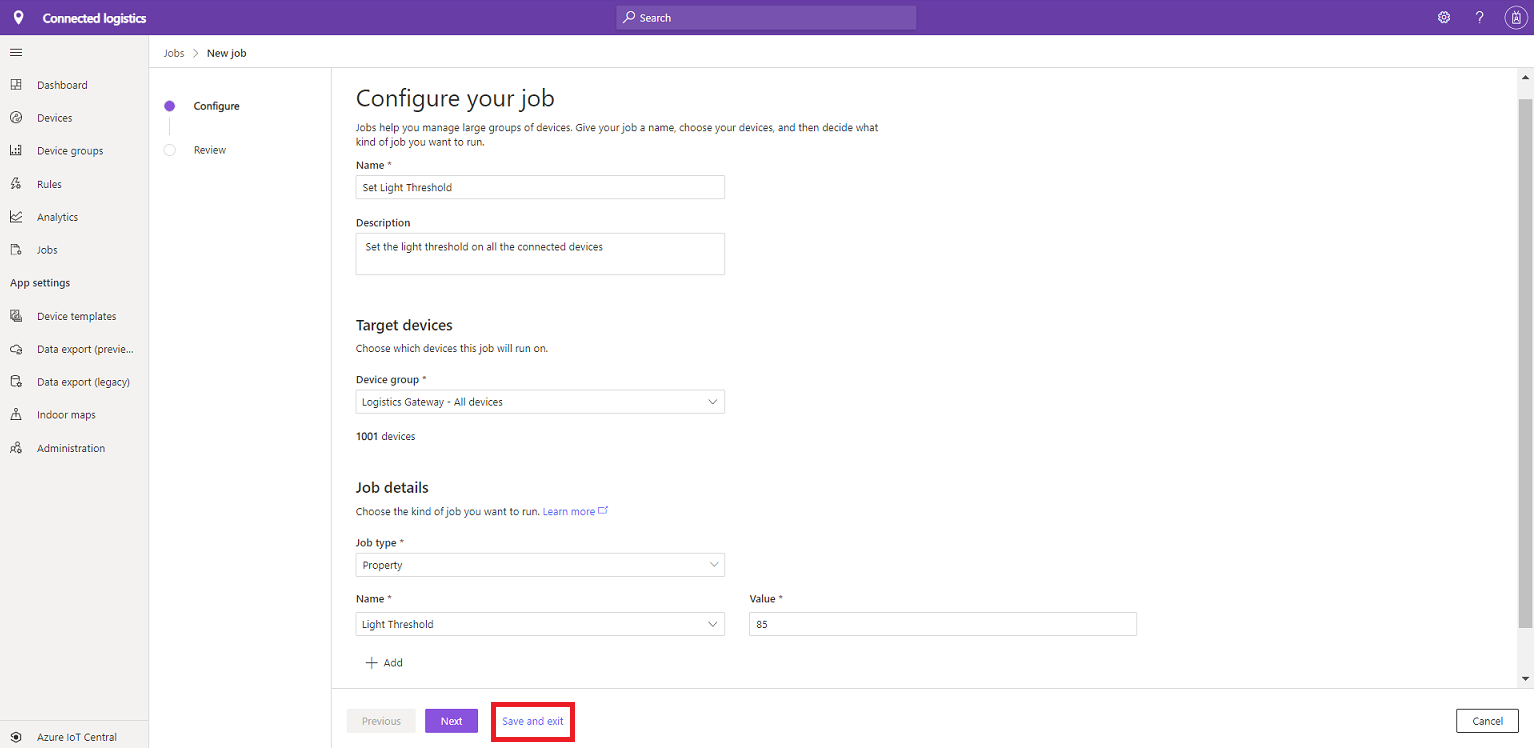 Connected logistics
Search
?
Jobs > New job
Dashboard
Devices
Device groups
Rules
Analytics
Jobs
App settings
Device templates
Data export (previe...
Data export (legacy)
Indoor maps
Administration
Azure IoT Central
Configure
Review
Configure your job
Jobs help you manage large groups of devices. Give your job a name, choose your devices, and then decide what
kind of job you want to run.
Name *
Set Light Threshold
Description
Set the light threshold on all the connected devices
Target devices
Choose which devices this job will run on.
Device group *
Logistics Gateway - All devices
1001 devices
Job details
Choose the kind of job you want to run. Learn more
Job type *
Property
Name * Value *
Light Threshold 85
+ Add
Previous Next Save and exit Cancel